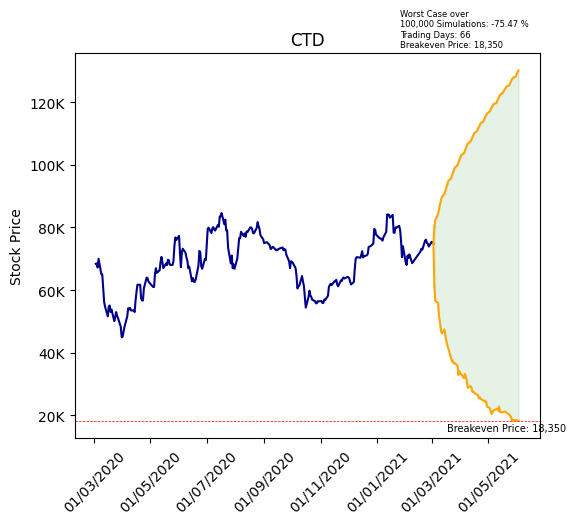 Worst Case over
100,000 Simulations: -75.47 %
Trading Days: 66
Breakeven Price: 18,350
CTD
Stock Price
120K
100K
80K
60K
40K
20K
Breakeven Price: 18,350
01/03/2020
01/05/2020
01/07/2020
01/09/2020
01/11/2020
01/01/2021
01/03/2021
01/05/2021